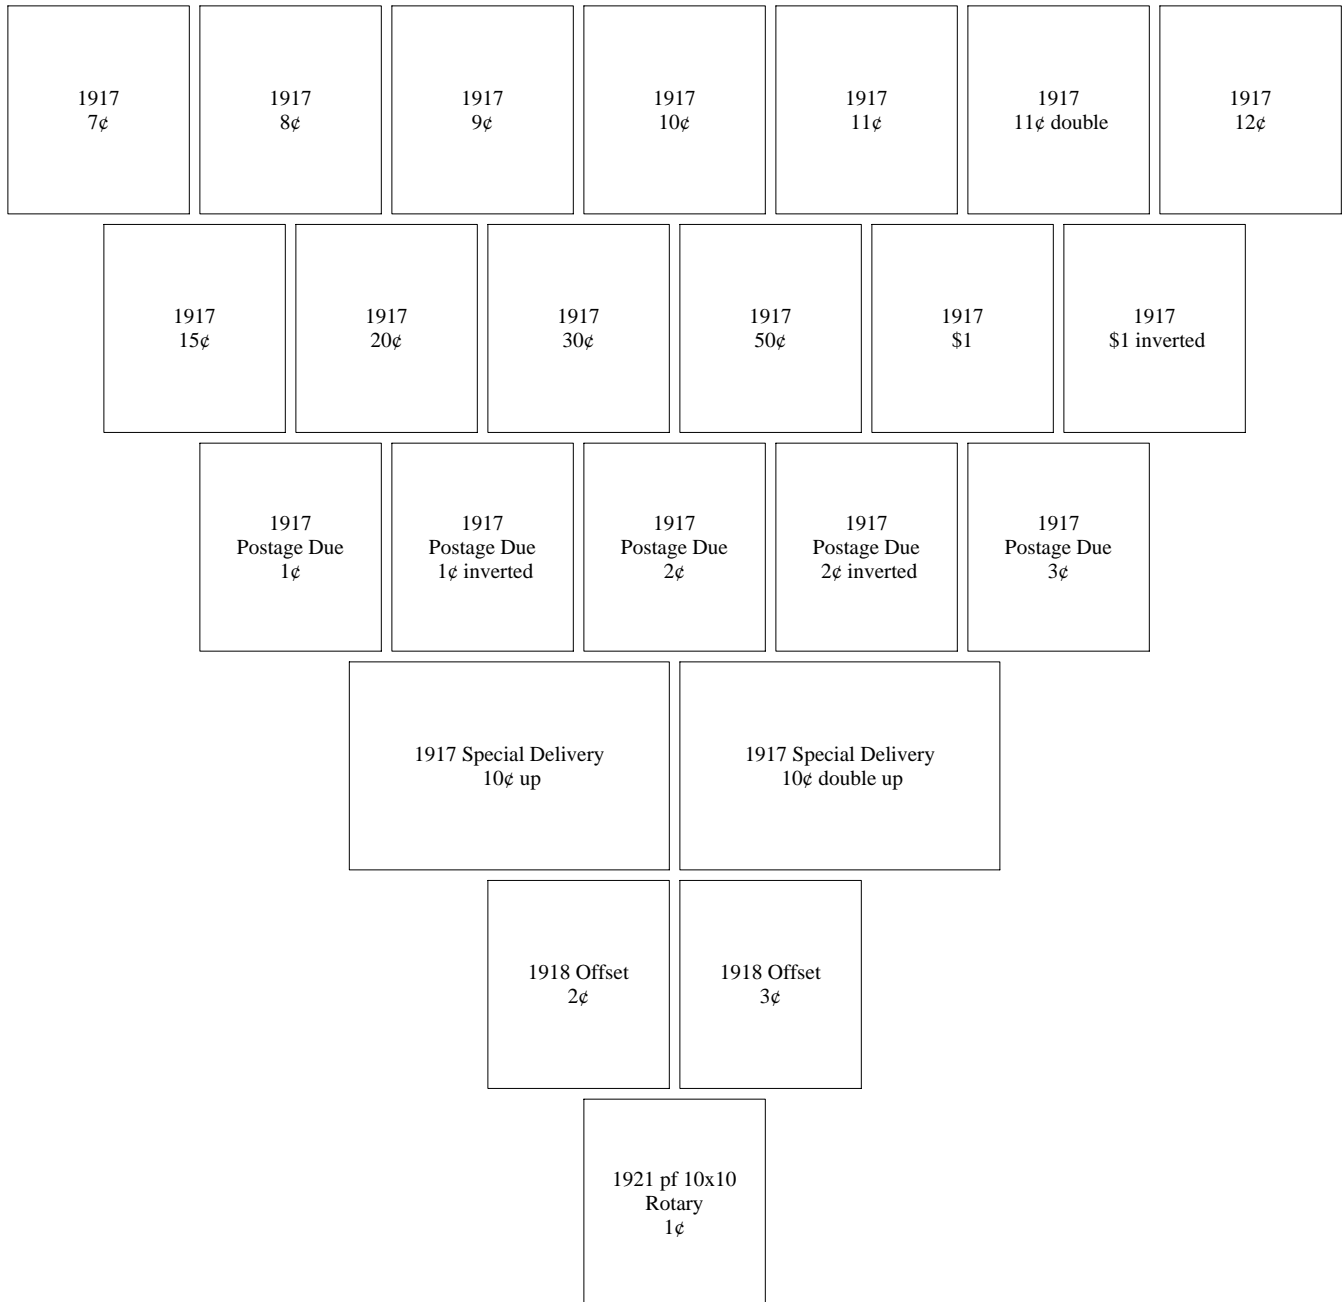 1917
7¢
1917
8¢
1917
9¢
1917
10¢
1917
11¢
1917
11¢ double
1917
12¢
1917
15¢
1917
20¢
1917
30¢
1917
50¢
1917
$1
1917
$1 inverted
1917
Postage Due
1¢
1917
Postage Due
1¢ inverted
1917
Postage Due
2¢
1917
Postage Due
2¢ inverted
1917
Postage Due
3¢
1917 Special Delivery
10¢ up
1917 Special Delivery
10¢ double up
1918 Offset
2¢
1918 Offset
3¢
1921 pf 10x10
Rotary
1¢